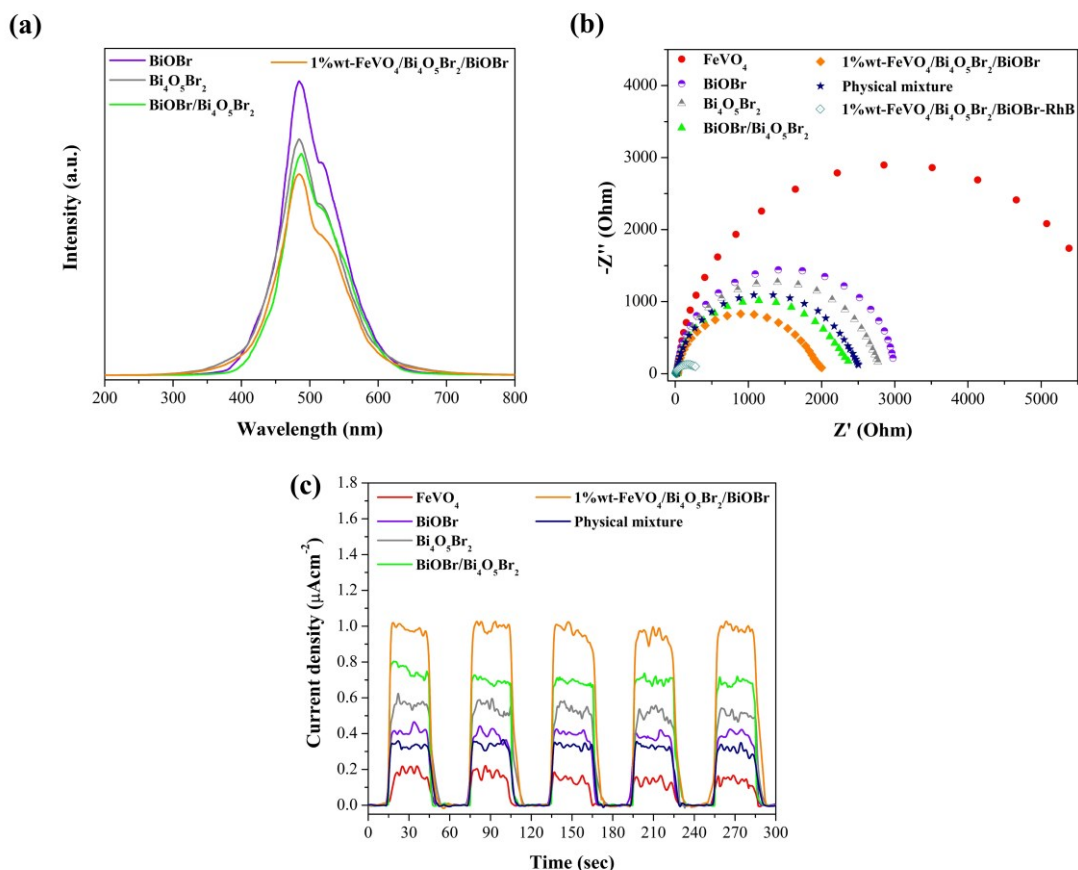 (a)
BiOBr
Bi₄O₅Br₂
BiOBr/Bi₄O₅Br₂
1%wt-FeVO₄/Bi₄O₅Br₂/BiOBr
Intensity (a.u.)
200 300 400 500 600 700 800
Wavelength (nm)
(b)
FeVO₄
BiOBr
Bi₄O₅Br₂
BiOBr/Bi₄O₅Br₂
1%wt-FeVO₄/Bi₄O₅Br₂/BiOBr
Physical mixture
1%wt-FeVO₄/Bi₄O₅Br₂/BiOBr-RhB
-Z'' (Ohm)
4000
3000
2000
1000
0
0 1000 2000 3000 4000 5000
Z' (Ohm)
(c)
FeVO₄
BiOBr
Bi₄O₅Br₂
BiOBr/Bi₄O₅Br₂
1%wt-FeVO₄/Bi₄O₅Br₂/BiOBr
Physical mixture
Current density (μAcm⁻²)
1.8
1.6
1.4
1.2
1.0
0.8
0.6
0.4
0.2
0.0
0 30 60 90 120 150 180 210 240 270 300
Time (sec)